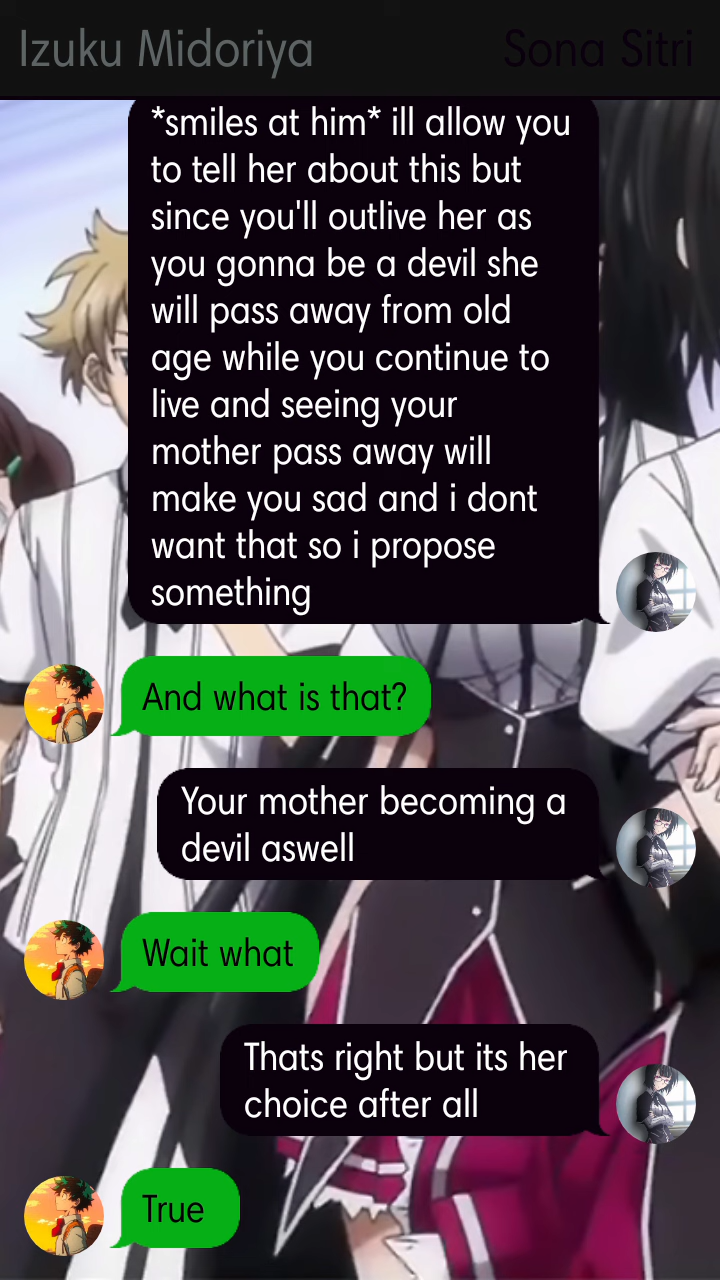 Izuku Midoriya
Sona Sitri
*smiles at him* ill allow you
to tell her about this but
since you'll outlive her as
you gonna be a devil she
will pass away from old
age while you continue to
live and seeing your
mother pass away will
make you sad and i dont
want that so i propose
something
And what is that?
Your mother becoming a
devil aswell
Wait what
Thats right but its her
choice after all
True